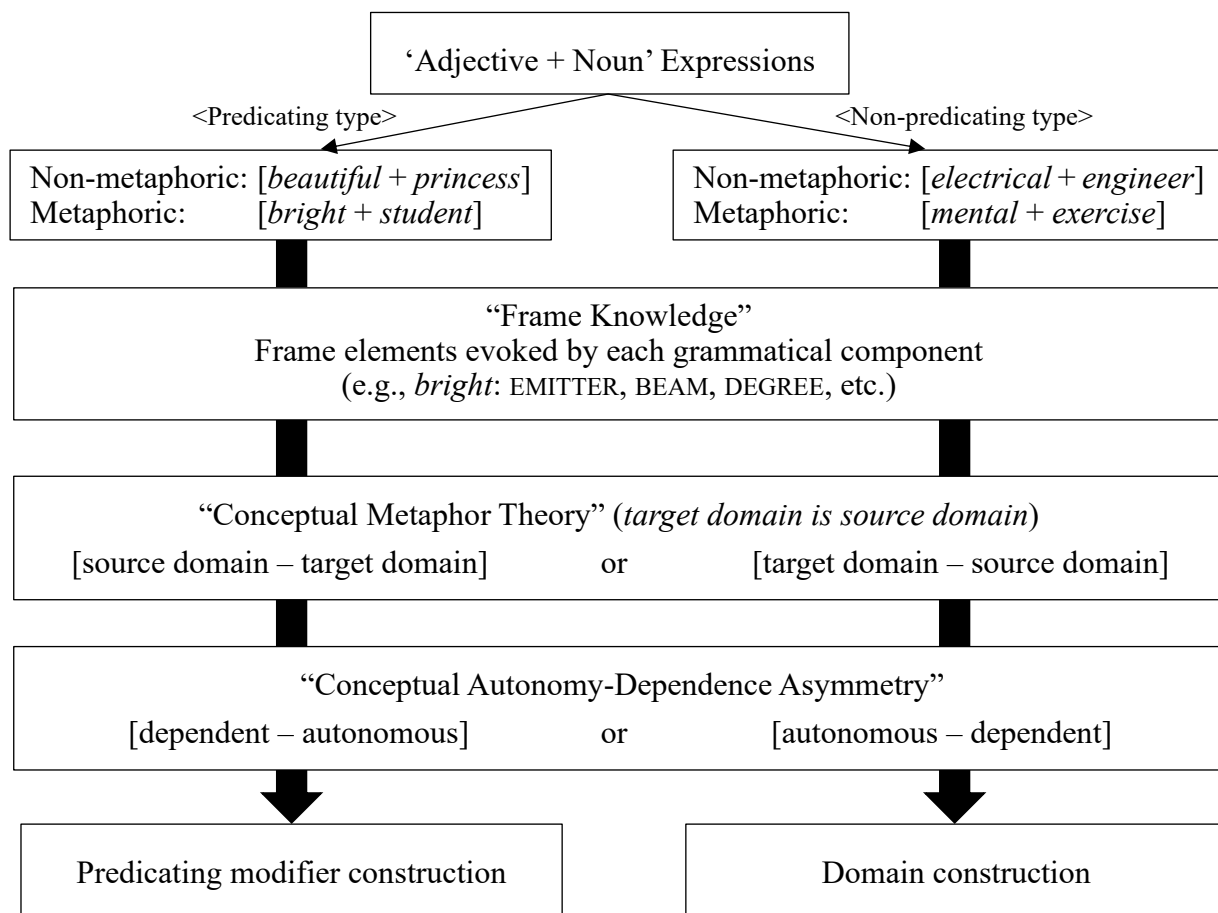 ‘Adjective + Noun’ Expressions
<Predicating type>
<Non-predicating type>
Non-metaphoric: [beautiful + princess]
Metaphoric: [bright + student]
Non-metaphoric: [electrical + engineer]
Metaphoric: [mental + exercise]
“Frame Knowledge”
Frame elements evoked by each grammatical component
(e.g., bright: EMITTER, BEAM, DEGREE, etc.)
“Conceptual Metaphor Theory” (target domain is source domain)
[source domain – target domain] or [target domain – source domain]
“Conceptual Autonomy-Dependence Asymmetry”
[dependent – autonomous] or [autonomous – dependent]
Predicating modifier construction
Domain construction